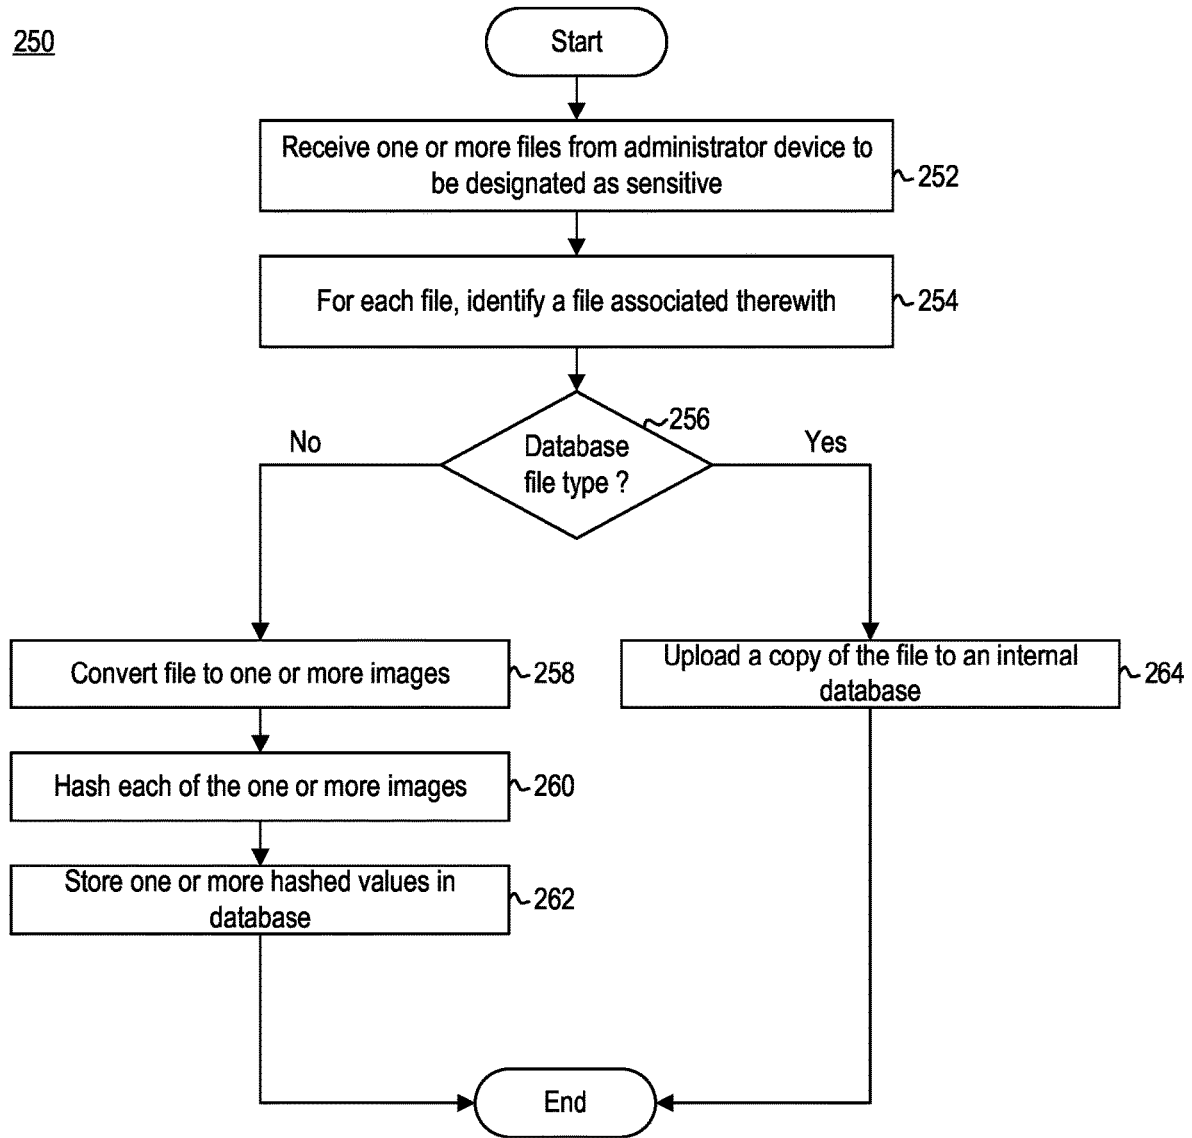 250
Start
Receive one or more files from administrator device to
be designated as sensitive
252
For each file, identify a file associated therewith
254
256
No
Database
file type ?
Yes
Convert file to one or more images
258
Upload a copy of the file to an internal
database
264
Hash each of the one or more images
260
Store one or more hashed values in
database
262
End